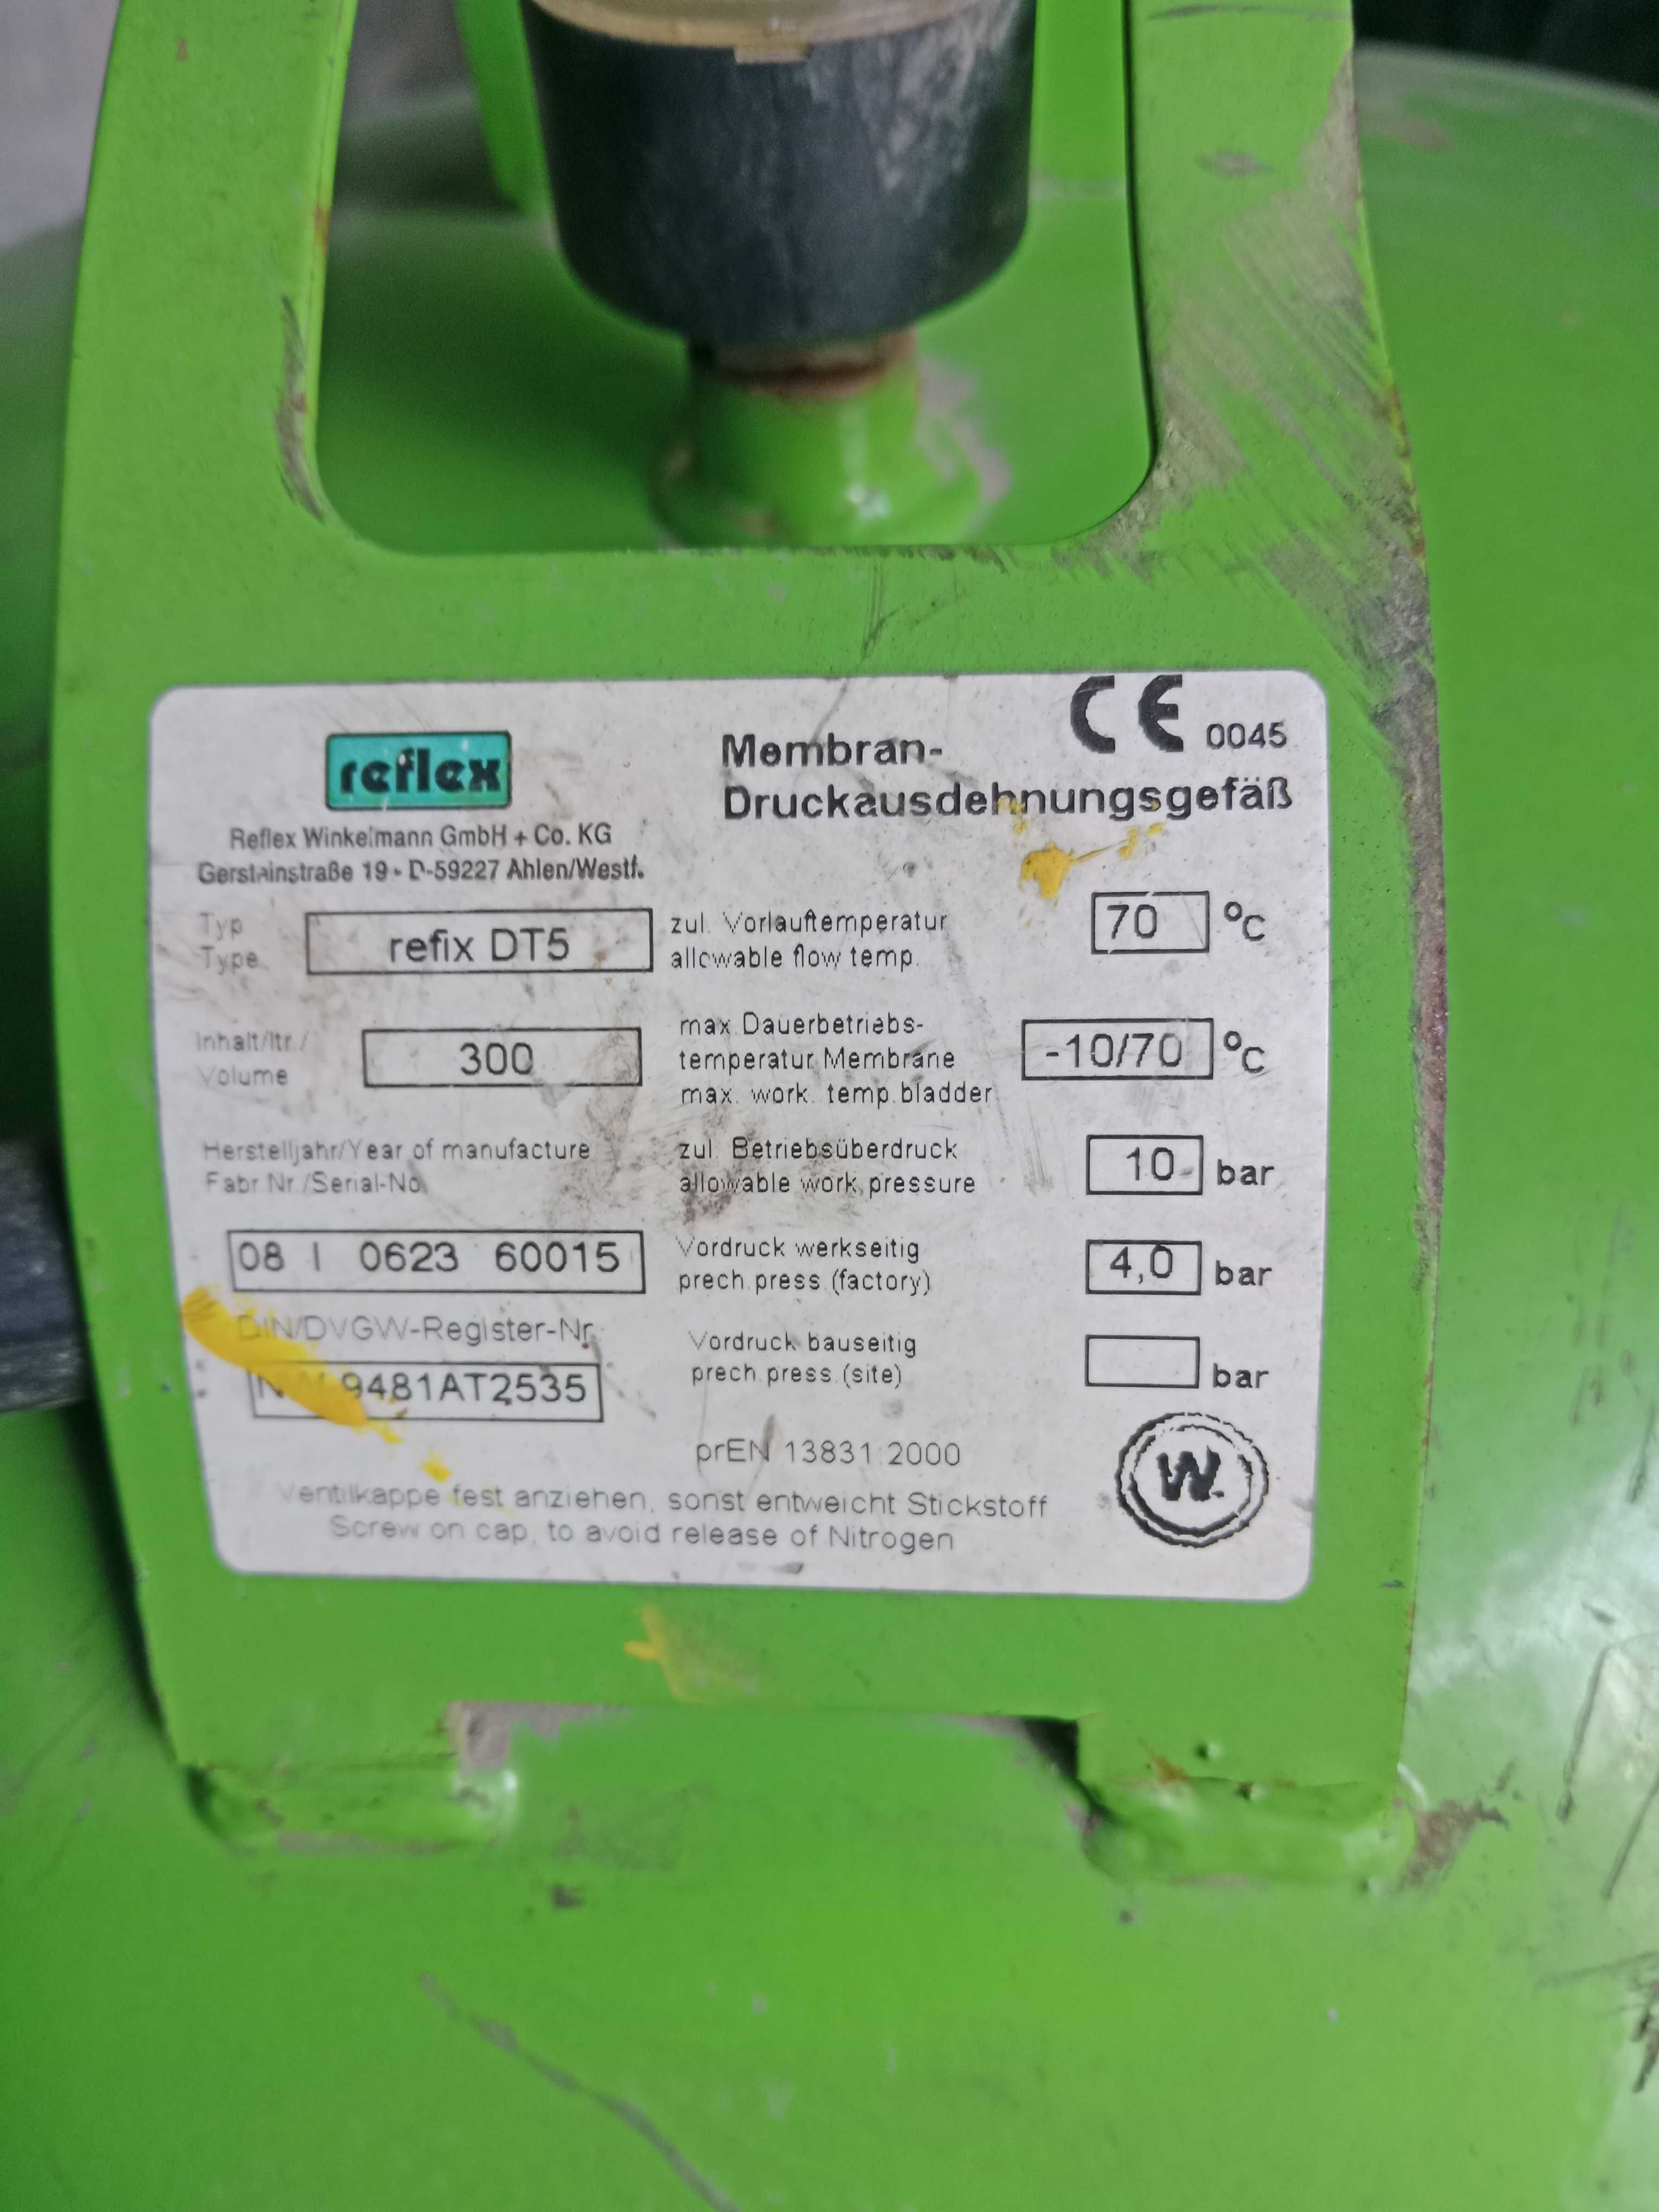 reflex
Reflex Winkelmann GmbH + Co. KG
Gersteinstraße 19 - D-59227 Ahlen/Westf.
Membran-
Druckausdehnungsgefäß
CE 0045
Typ
Type
refix DT5
Inhalt/ltr./
Volume
300
Herstelljahr/Year of manufacture
Fabr.Nr./Serial-No.
08 I 0623 60015
DIN/DVGW-Register-Nr.
9481AT2535
zul. Vorlauftemperatur
allowable flow temp.
70 °C
max.Dauerbetriebs-
temperatur Membrane
max. work. temp.bladder
-10/70 °C
zul. Betriebsüberdruck
allowable work.pressure
10 bar
Vordruck werkseitig
prech.press.(factory)
4,0 bar
Vordruck bauseitig
prech.press.(site)
bar
prEN 13831:2000
W.
Ventilkappe fest anziehen, sonst entweicht Stickstoff
Screw on cap, to avoid release of Nitrogen